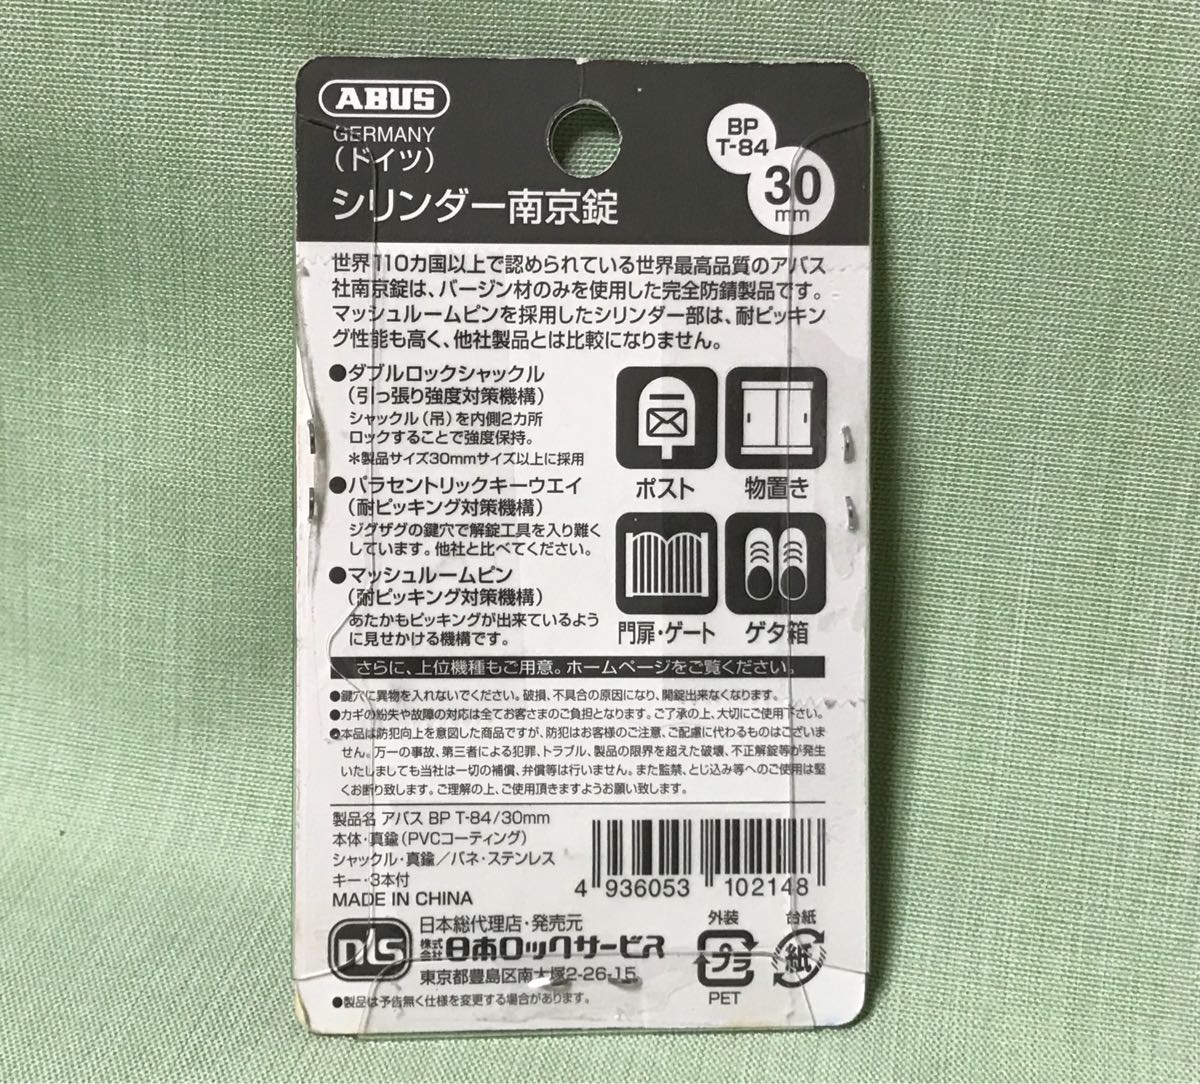 ABUS
GERMANY
(ドイツ)
シリンダー南京錠
BP
T-84
30
mm
世界110カ国以上で認められている世界最高品質のアバス
社南京錠は、バージン材のみを使用した完全防錆製品です。
マッシュルームピンを採用したシリンダー部は、耐ピッキン
グ性能も高く、他社製品とは比較になりません。
●ダブルロックシャックル
(引っ張り強度対策機構)
シャックル(吊)を内側2カ所
ロックすることで強度保持。
＊製品サイズ30mmサイズ以上に採用
●パラセントリックキーウエイ
(耐ピッキング対策機構)
ジグザグの鍵穴で解錠工具を入り難く
しています。他社と比べてください。
●マッシュルームピン
(耐ピッキング対策機構)
あたかもピッキングが出来ているよう
に見せかける機構です。
ポスト
物置き
門扉・ゲート
ゲタ箱
さらに、上位機種もご用意。ホームページをご覧ください。
●鍵穴に異物を入れないでください。破損、不具合の原因になり、開錠出来なくなります。
●カギの紛失や故障の対応は全てお客さまのご負担となります。ご了承の上、大切にご使用下さい。
●本品は防犯向上を意図した商品ですが、防犯はお客様のご注意、ご配慮に代わるものはございま
せん。万一の事故、第三者による犯罪、トラブル、製品の限界を超えた破壊、不正解錠等が発生
いたしましても当社は一切の補償、弁償等は行いません。また監禁、とじ込み等へのご使用は堅
くお断り致します。ご理解の上、ご使用頂きますようお願い致します。
製品名 アバス BP T-84/30mm
本体・真鍮(PVCコーティング)
シャックル・真鍮／バネ・ステンレス
キー・3本付
MADE IN CHINA
4 936053 102148
NLS
日本総代理店・発売元
株式会社 日本ロックサービス
東京都豊島区南大塚2-26-15
外装
プラ
PET
台紙
紙
●製品は予告無く仕様を変更する場合があります。